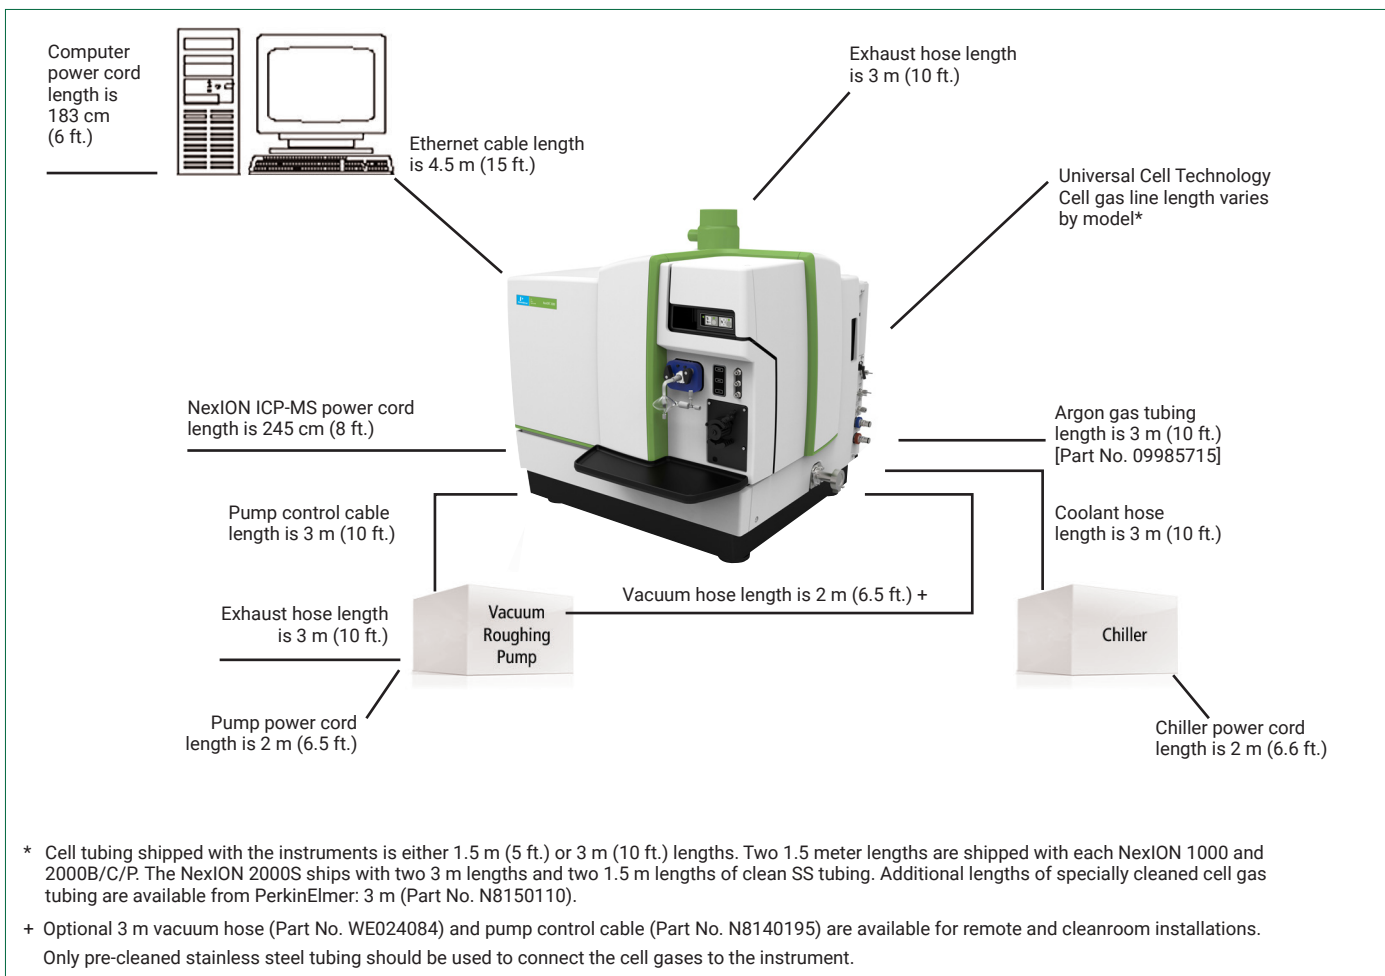 Computer
power cord
length is
183 cm
(6 ft.)
Ethernet cable length
is 4.5 m (15 ft.)
Exhaust hose length
is 3 m (10 ft.)
Universal Cell Technology
Cell gas line length varies
by model*
NexION ICP-MS power cord
length is 245 cm (8 ft.)
Argon gas tubing
length is 3 m (10 ft.)
[Part No. 09985715]
Pump control cable
length is 3 m (10 ft.)
Coolant hose
length is 3 m (10 ft.)
Vacuum hose length is 2 m (6.5 ft.) +
Exhaust hose length
is 3 m (10 ft.)
Vacuum
Roughing
Pump
Chiller
Pump power cord
length is 2 m (6.5 ft.)
Chiller power cord
length is 2 m (6.6 ft.)
* Cell tubing shipped with the instruments is either 1.5 m (5 ft.) or 3 m (10 ft.) lengths. Two 1.5 meter lengths are shipped with each NexION 1000 and
2000B/C/P. The NexION 2000S ships with two 3 m lengths and two 1.5 m lengths of clean SS tubing. Additional lengths of specially cleaned cell gas
tubing are available from PerkinElmer: 3 m (Part No. N8150110).
+ Optional 3 m vacuum hose (Part No. WE024084) and pump control cable (Part No. N8140195) are available for remote and cleanroom installations.
Only pre-cleaned stainless steel tubing should be used to connect the cell gases to the instrument.